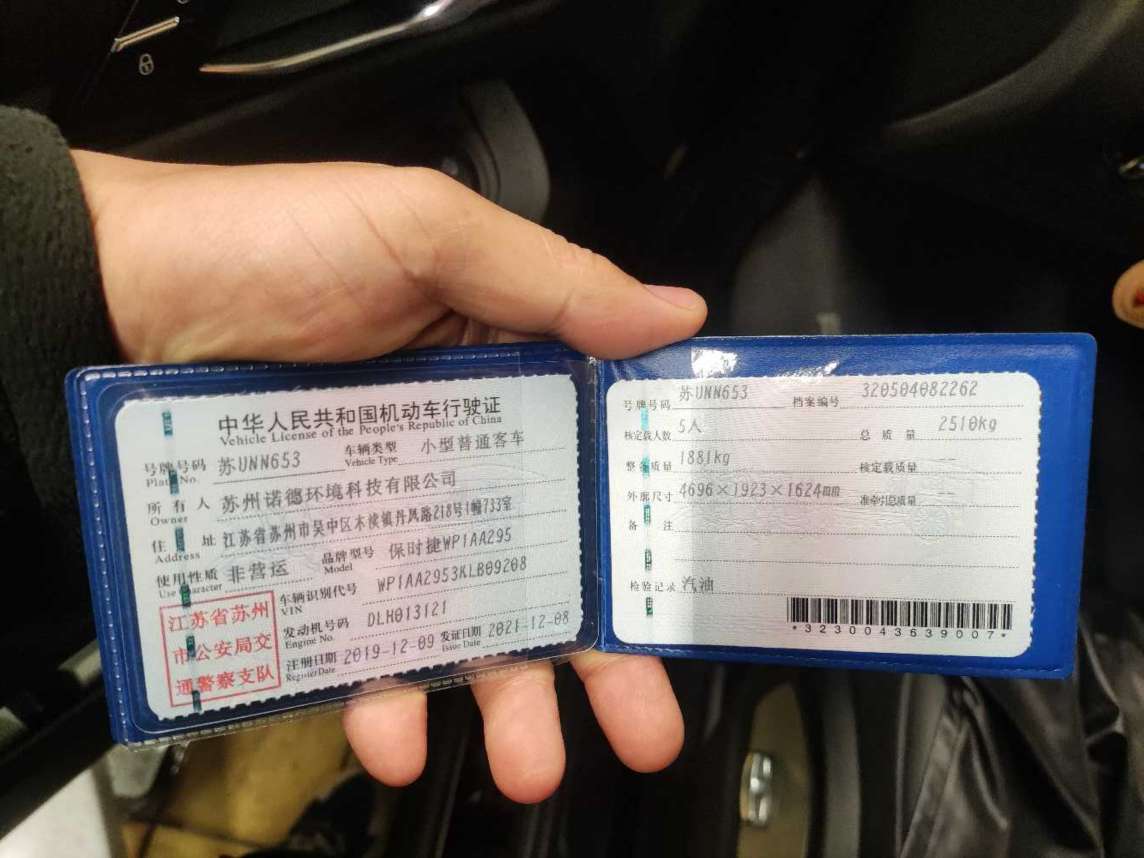 中华人民共和国机动车行驶证
Vehicle License of the People's Republic of China
号牌号码 苏UNN653 车辆类型 小型普通客车
Plate No. Vehicle Type
所有人 苏州诺德环境科技有限公司
Owner
住址 江苏省苏州市吴中区木渎镇丹枫路218号1幢733室
Address
使用性质 非营运 品牌型号 保时捷WP1AA295
Use Character Model
江苏省苏州
市公安局交
通警察支队
车辆识别代号 WP1AA2953KLB09208
VIN
发动机号码 DLH013121
Engine No.
注册日期 2019-12-09 发证日期 2021-12-08
Register Date Issue Date
号牌号码 苏UNN653 档案编号 320504082262
核定载人数 5人 总质量 2510kg
整备质量 1881kg 核定载质量 --
外廓尺寸 4696×1923×1624mm 准牵引总质量 --
备注
检验记录 汽油
*3230043639007*